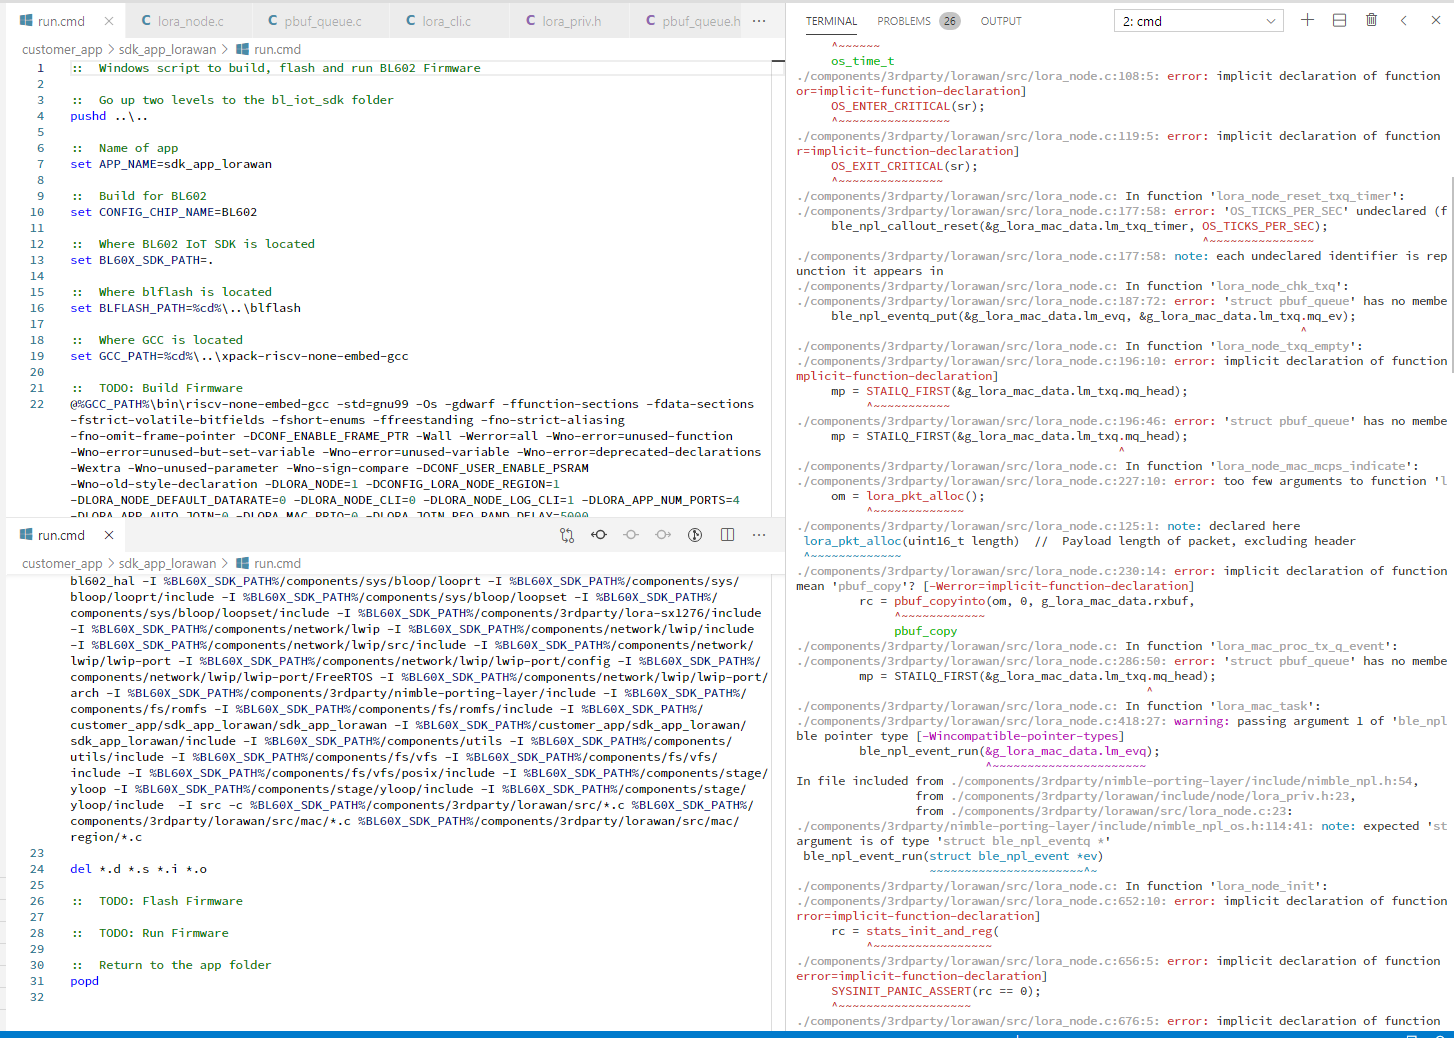 run.cmd
lora_node.c
pbuf_queue.c
lora_cli.c
lora_priv.h
pbuf_queue.h
customer_app > sdk_app_lorawan > run.cmd
1 :: Windows script to build, flash and run BL602 Firmware
2
3 :: Go up two levels to the bl_iot_sdk folder
4 pushd ..\..
5
6 :: Name of app
7 set APP_NAME=sdk_app_lorawan
8
9 :: Build for BL602
10 set CONFIG_CHIP_NAME=BL602
11
12 :: Where BL602 IoT SDK is located
13 set BL60X_SDK_PATH=.
14
15 :: Where blflash is located
16 set BLFLASH_PATH=%cd%\..\blflash
17
18 :: Where GCC is located
19 set GCC_PATH=%cd%\..\xpack-riscv-none-embed-gcc
20
21 :: TODO: Build Firmware
22 @%GCC_PATH%\bin\riscv-none-embed-gcc -std=gnu99 -Os -gdwarf -ffunction-sections -fdata-sections
-fstrict-volatile-bitfields -fshort-enums -ffreestanding -fno-strict-aliasing
-fno-omit-frame-pointer -DCONF_ENABLE_FRAME_PTR -Wall -Werror=all -Wno-error=unused-function
-Wno-error=unused-but-set-variable -Wno-error=unused-variable -Wno-error=deprecated-declarations
-Wextra -Wno-unused-parameter -Wno-sign-compare -DCONF_USER_ENABLE_PSRAM
-Wno-old-style-declaration -DLORA_NODE=1 -DCONFIG_LORA_NODE_REGION=1
-DLORA_NODE_DEFAULT_DATARATE=0 -DLORA_NODE_CLI=0 -DLORA_NODE_LOG_CLI=1 -DLORA_APP_NUM_PORTS=4
-DLORA_APP_AUTO_JOIN=0 -DLORA_MAC_PRIO=0 -DLORA_JOIN_REQ_RAND_DELAY=5000
run.cmd
customer_app > sdk_app_lorawan > run.cmd
bl602_hal -I %BL60X_SDK_PATH%/components/sys/bloop/looprt -I %BL60X_SDK_PATH%/components/sys/
bloop/looprt/include -I %BL60X_SDK_PATH%/components/sys/bloop/loopset -I %BL60X_SDK_PATH%/
components/sys/bloop/loopset/include -I %BL60X_SDK_PATH%/components/3rdparty/lora-sx1276/include
-I %BL60X_SDK_PATH%/components/network/lwip -I %BL60X_SDK_PATH%/components/network/lwip/include
-I %BL60X_SDK_PATH%/components/network/lwip/src/include -I %BL60X_SDK_PATH%/components/network/
lwip/lwip-port -I %BL60X_SDK_PATH%/components/network/lwip/lwip-port/config -I %BL60X_SDK_PATH%/
components/network/lwip/lwip-port/FreeRTOS -I %BL60X_SDK_PATH%/components/network/lwip/lwip-port/
arch -I %BL60X_SDK_PATH%/components/3rdparty/nimble-porting-layer/include -I %BL60X_SDK_PATH%/
components/fs/romfs -I %BL60X_SDK_PATH%/components/fs/romfs/include -I %BL60X_SDK_PATH%/
customer_app/sdk_app_lorawan/sdk_app_lorawan -I %BL60X_SDK_PATH%/customer_app/sdk_app_lorawan/
sdk_app_lorawan/include -I %BL60X_SDK_PATH%/components/utils -I %BL60X_SDK_PATH%/components/
utils/include -I %BL60X_SDK_PATH%/components/fs/vfs -I %BL60X_SDK_PATH%/components/fs/vfs/
include -I %BL60X_SDK_PATH%/components/fs/vfs/posix/include -I %BL60X_SDK_PATH%/components/stage/
yloop -I %BL60X_SDK_PATH%/components/stage/yloop/include -I %BL60X_SDK_PATH%/components/stage/
yloop/include -I src -c %BL60X_SDK_PATH%/components/3rdparty/lorawan/src/*.c %BL60X_SDK_PATH%/
components/3rdparty/lorawan/src/mac/*.c %BL60X_SDK_PATH%/components/3rdparty/lorawan/src/mac/
region/*.c
23
24 del *.d *.s *.i *.o
25
26 :: TODO: Flash Firmware
27
28 :: TODO: Run Firmware
29
30 :: Return to the app folder
31 popd
32
TERMINAL PROBLEMS 26 OUTPUT 2: cmd
^~~~~~~
os_time_t
./components/3rdparty/lorawan/src/lora_node.c:108:5: error: implicit declaration of function
or=implicit-function-declaration]
OS_ENTER_CRITICAL(sr);
^~~~~~~~~~~~~~~~~
./components/3rdparty/lorawan/src/lora_node.c:119:5: error: implicit declaration of function
r=implicit-function-declaration]
OS_EXIT_CRITICAL(sr);
^~~~~~~~~~~~~~~~
./components/3rdparty/lorawan/src/lora_node.c: In function 'lora_node_reset_txq_timer':
./components/3rdparty/lorawan/src/lora_node.c:177:58: error: 'OS_TICKS_PER_SEC' undeclared (f
ble_npl_callout_reset(&g_lora_mac_data.lm_txq_timer, OS_TICKS_PER_SEC);
^~~~~~~~~~~~~~~~
./components/3rdparty/lorawan/src/lora_node.c:177:58: note: each undeclared identifier is rep
unction it appears in
./components/3rdparty/lorawan/src/lora_node.c: In function 'lora_node_chk_txq':
./components/3rdparty/lorawan/src/lora_node.c:187:72: error: 'struct pbuf_queue' has no membe
ble_npl_eventq_put(&g_lora_mac_data.lm_evq, &g_lora_mac_data.lm_txq.mq_ev);
^
./components/3rdparty/lorawan/src/lora_node.c: In function 'lora_node_txq_empty':
./components/3rdparty/lorawan/src/lora_node.c:196:10: error: implicit declaration of function
mplicit-function-declaration]
mp = STAILQ_FIRST(&g_lora_mac_data.lm_txq.mq_head);
^~~~~~~~~~~~
./components/3rdparty/lorawan/src/lora_node.c:196:46: error: 'struct pbuf_queue' has no membe
mp = STAILQ_FIRST(&g_lora_mac_data.lm_txq.mq_head);
^
./components/3rdparty/lorawan/src/lora_node.c: In function 'lora_node_mac_mcps_indicate':
./components/3rdparty/lorawan/src/lora_node.c:227:10: error: too few arguments to function 'l
om = lora_pkt_alloc();
^~~~~~~~~~~~~~
./components/3rdparty/lorawan/src/lora_node.c:125:1: note: declared here
lora_pkt_alloc(uint16_t length) // Payload length of packet, excluding header
^~~~~~~~~~~~~~
./components/3rdparty/lorawan/src/lora_node.c:230:14: error: implicit declaration of function
mean 'pbuf_copy'? [-Werror=implicit-function-declaration]
rc = pbuf_copyinto(om, 0, g_lora_mac_data.rxbuf,
^~~~~~~~~~~~~
pbuf_copy
./components/3rdparty/lorawan/src/lora_node.c: In function 'lora_mac_proc_tx_q_event':
./components/3rdparty/lorawan/src/lora_node.c:286:50: error: 'struct pbuf_queue' has no membe
mp = STAILQ_FIRST(&g_lora_mac_data.lm_txq.mq_head);
^
./components/3rdparty/lorawan/src/lora_node.c: In function 'lora_mac_task':
./components/3rdparty/lorawan/src/lora_node.c:418:27: warning: passing argument 1 of 'ble_npl
ble pointer type [-Wincompatible-pointer-types]
ble_npl_event_run(&g_lora_mac_data.lm_evq);
^~~~~~~~~~~~~~~~~~~~~~~
In file included from ./components/3rdparty/nimble-porting-layer/include/nimble_npl.h:54,
from ./components/3rdparty/lorawan/include/node/lora_priv.h:23,
from ./components/3rdparty/lorawan/src/lora_node.c:23:
./components/3rdparty/nimble-porting-layer/include/nimble_npl_os.h:114:41: note: expected 'st
argument is of type 'struct ble_npl_eventq *'
ble_npl_event_run(struct ble_npl_event *ev)
~~~~~~~~~~~~~~~~~~~~~~^~
./components/3rdparty/lorawan/src/lora_node.c: In function 'lora_node_init':
./components/3rdparty/lorawan/src/lora_node.c:652:10: error: implicit declaration of function
rror=implicit-function-declaration]
rc = stats_init_and_reg(
^~~~~~~~~~~~~~~~~~
./components/3rdparty/lorawan/src/lora_node.c:656:5: error: implicit declaration of function
error=implicit-function-declaration]
SYSINIT_PANIC_ASSERT(rc == 0);
^~~~~~~~~~~~~~~~~~~~
./components/3rdparty/lorawan/src/lora_node.c:676:5: error: implicit declaration of function